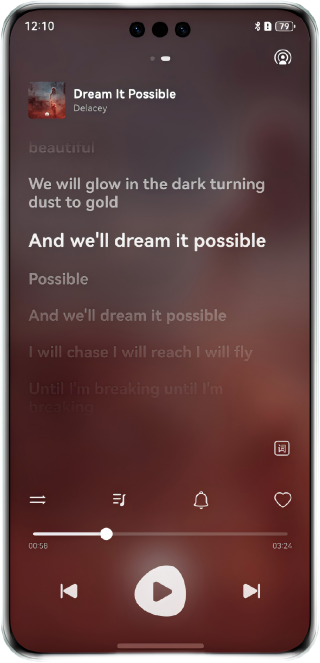 12:10
79
Dream It Possible
Delacey
beautiful
We will glow in the dark turning
dust to gold
And we'll dream it possible
Possible
And we'll dream it possible
I will chase I will reach I will fly
Until I'm breaking until I'm
breaking
词
00:58
03:24